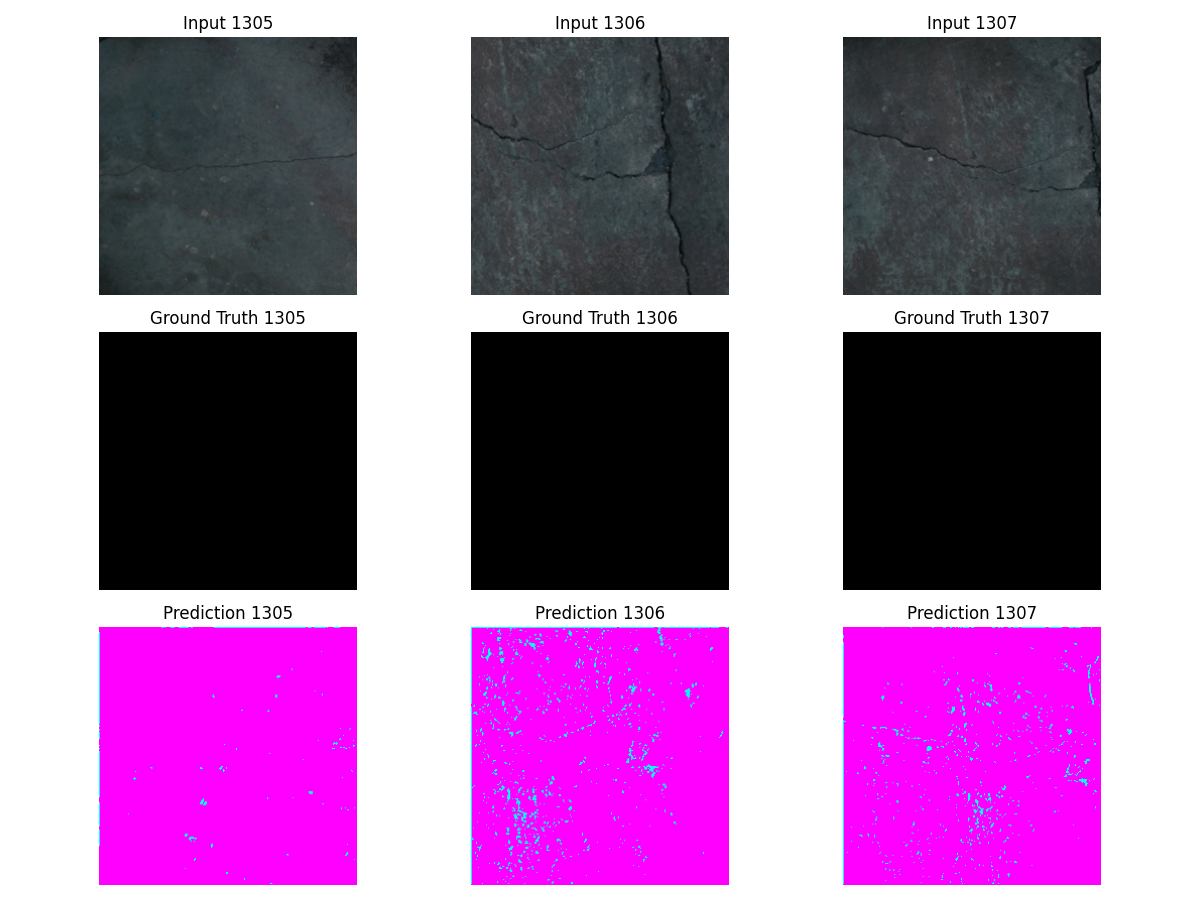 Input 1305
Input 1306
Input 1307
Ground Truth 1305
Ground Truth 1306
Ground Truth 1307
Prediction 1305
Prediction 1306
Prediction 1307